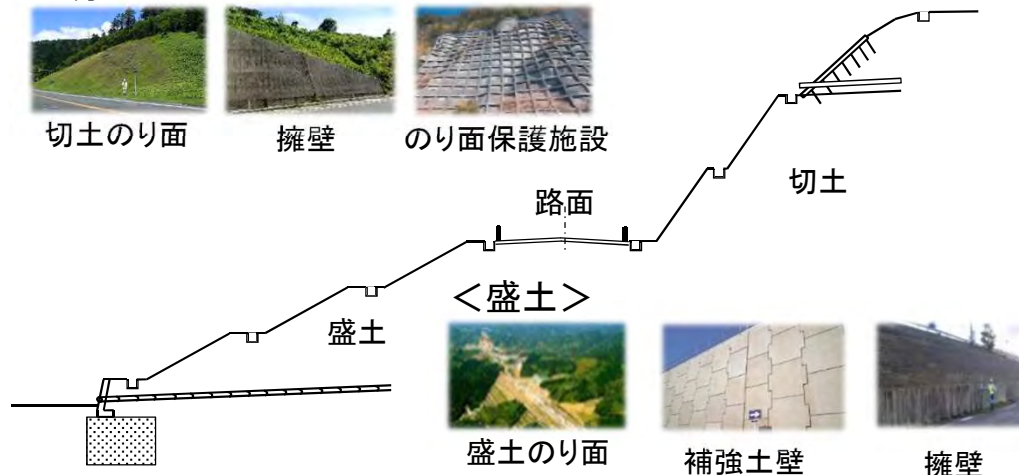 切土のり面
擁壁
のり面保護施設
切土
路面
<盛土>
盛土
盛土のり面
補強土壁
擁壁